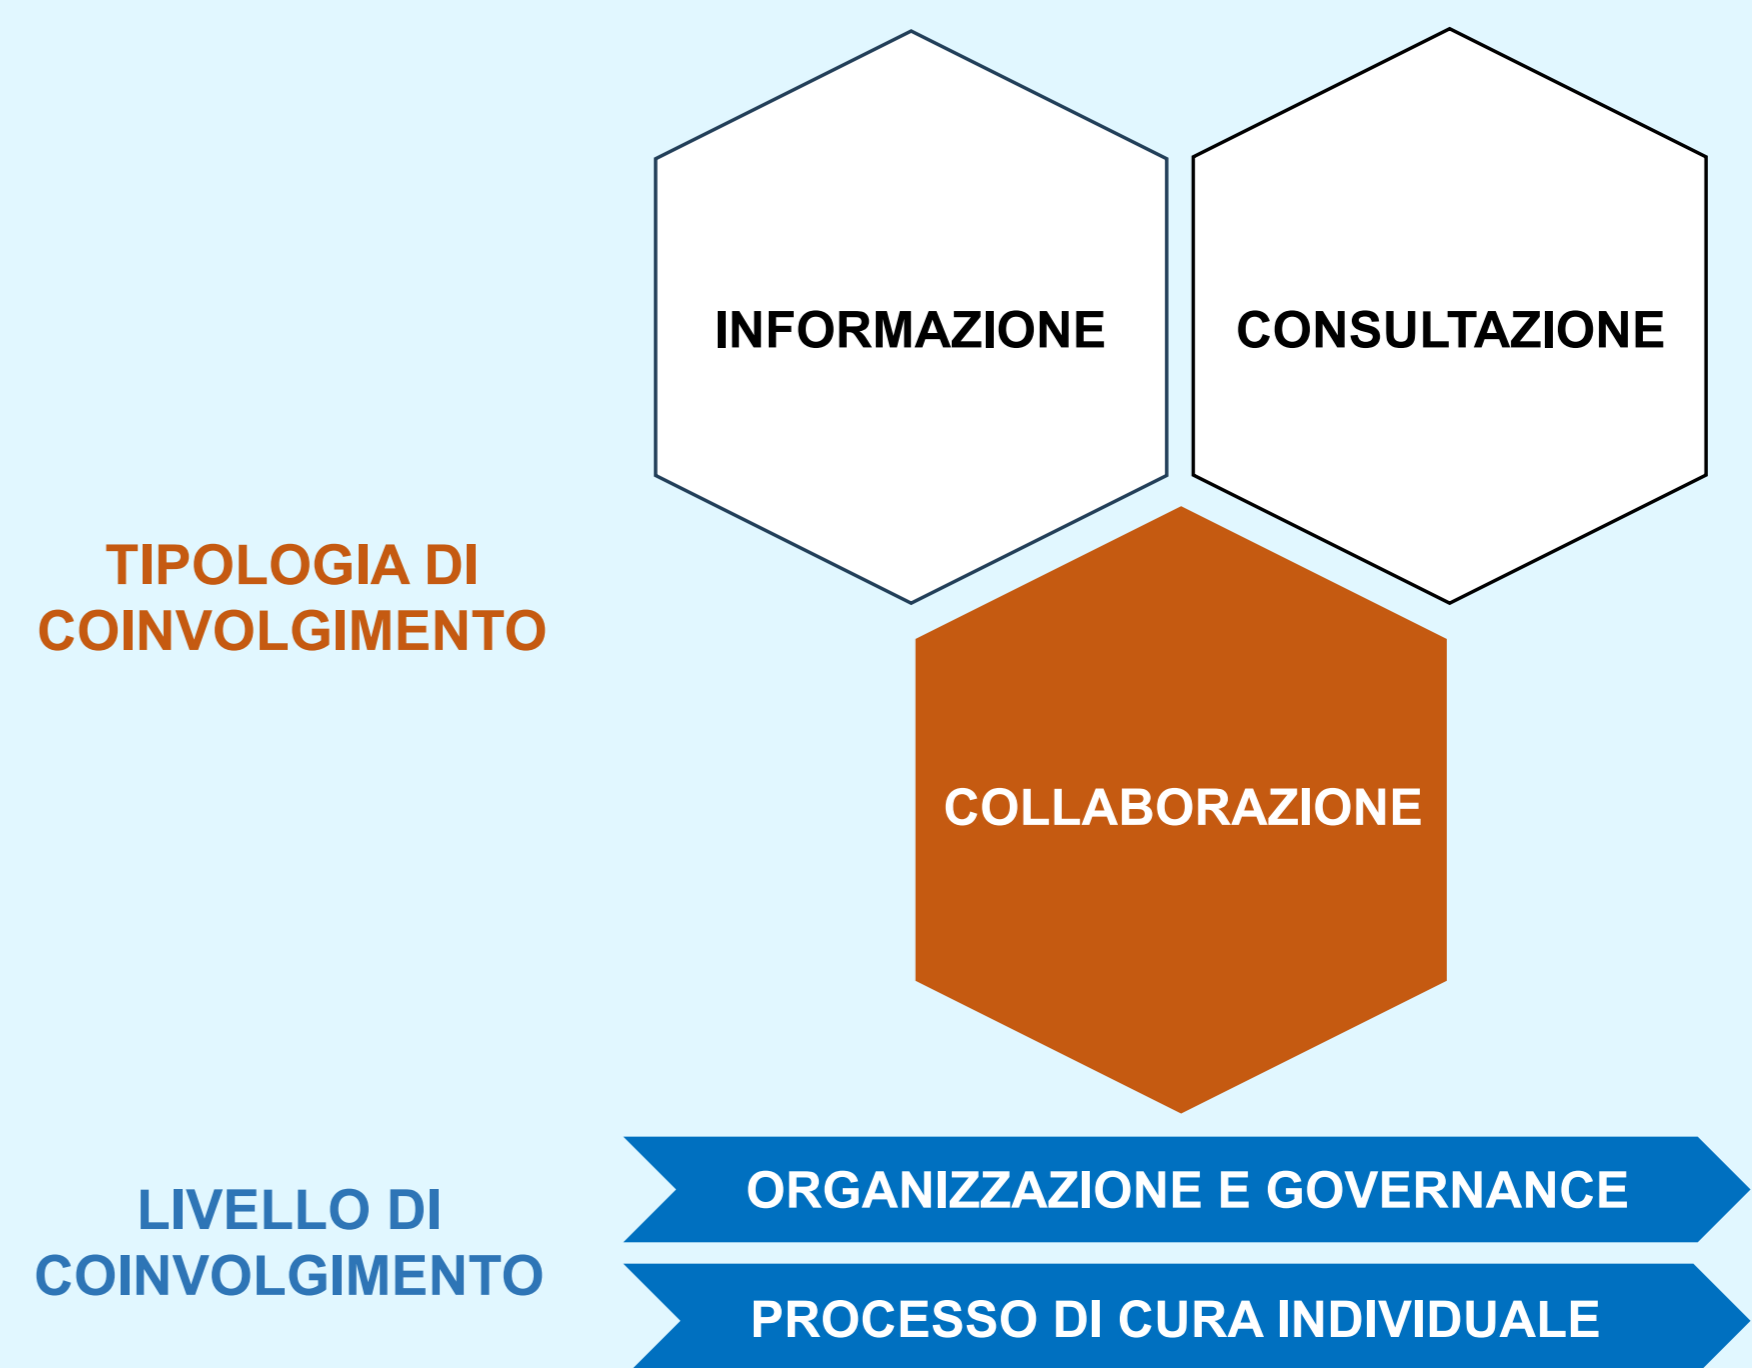 INFORMAZIONE
CONSULTAZIONE
TIPOLOGIA DI
COINVOLGIMENTO
COLLABORAZIONE
LIVELLO DI
COINVOLGIMENTO
ORGANIZZAZIONE E GOVERNANCE
PROCESSO DI CURA INDIVIDUALE